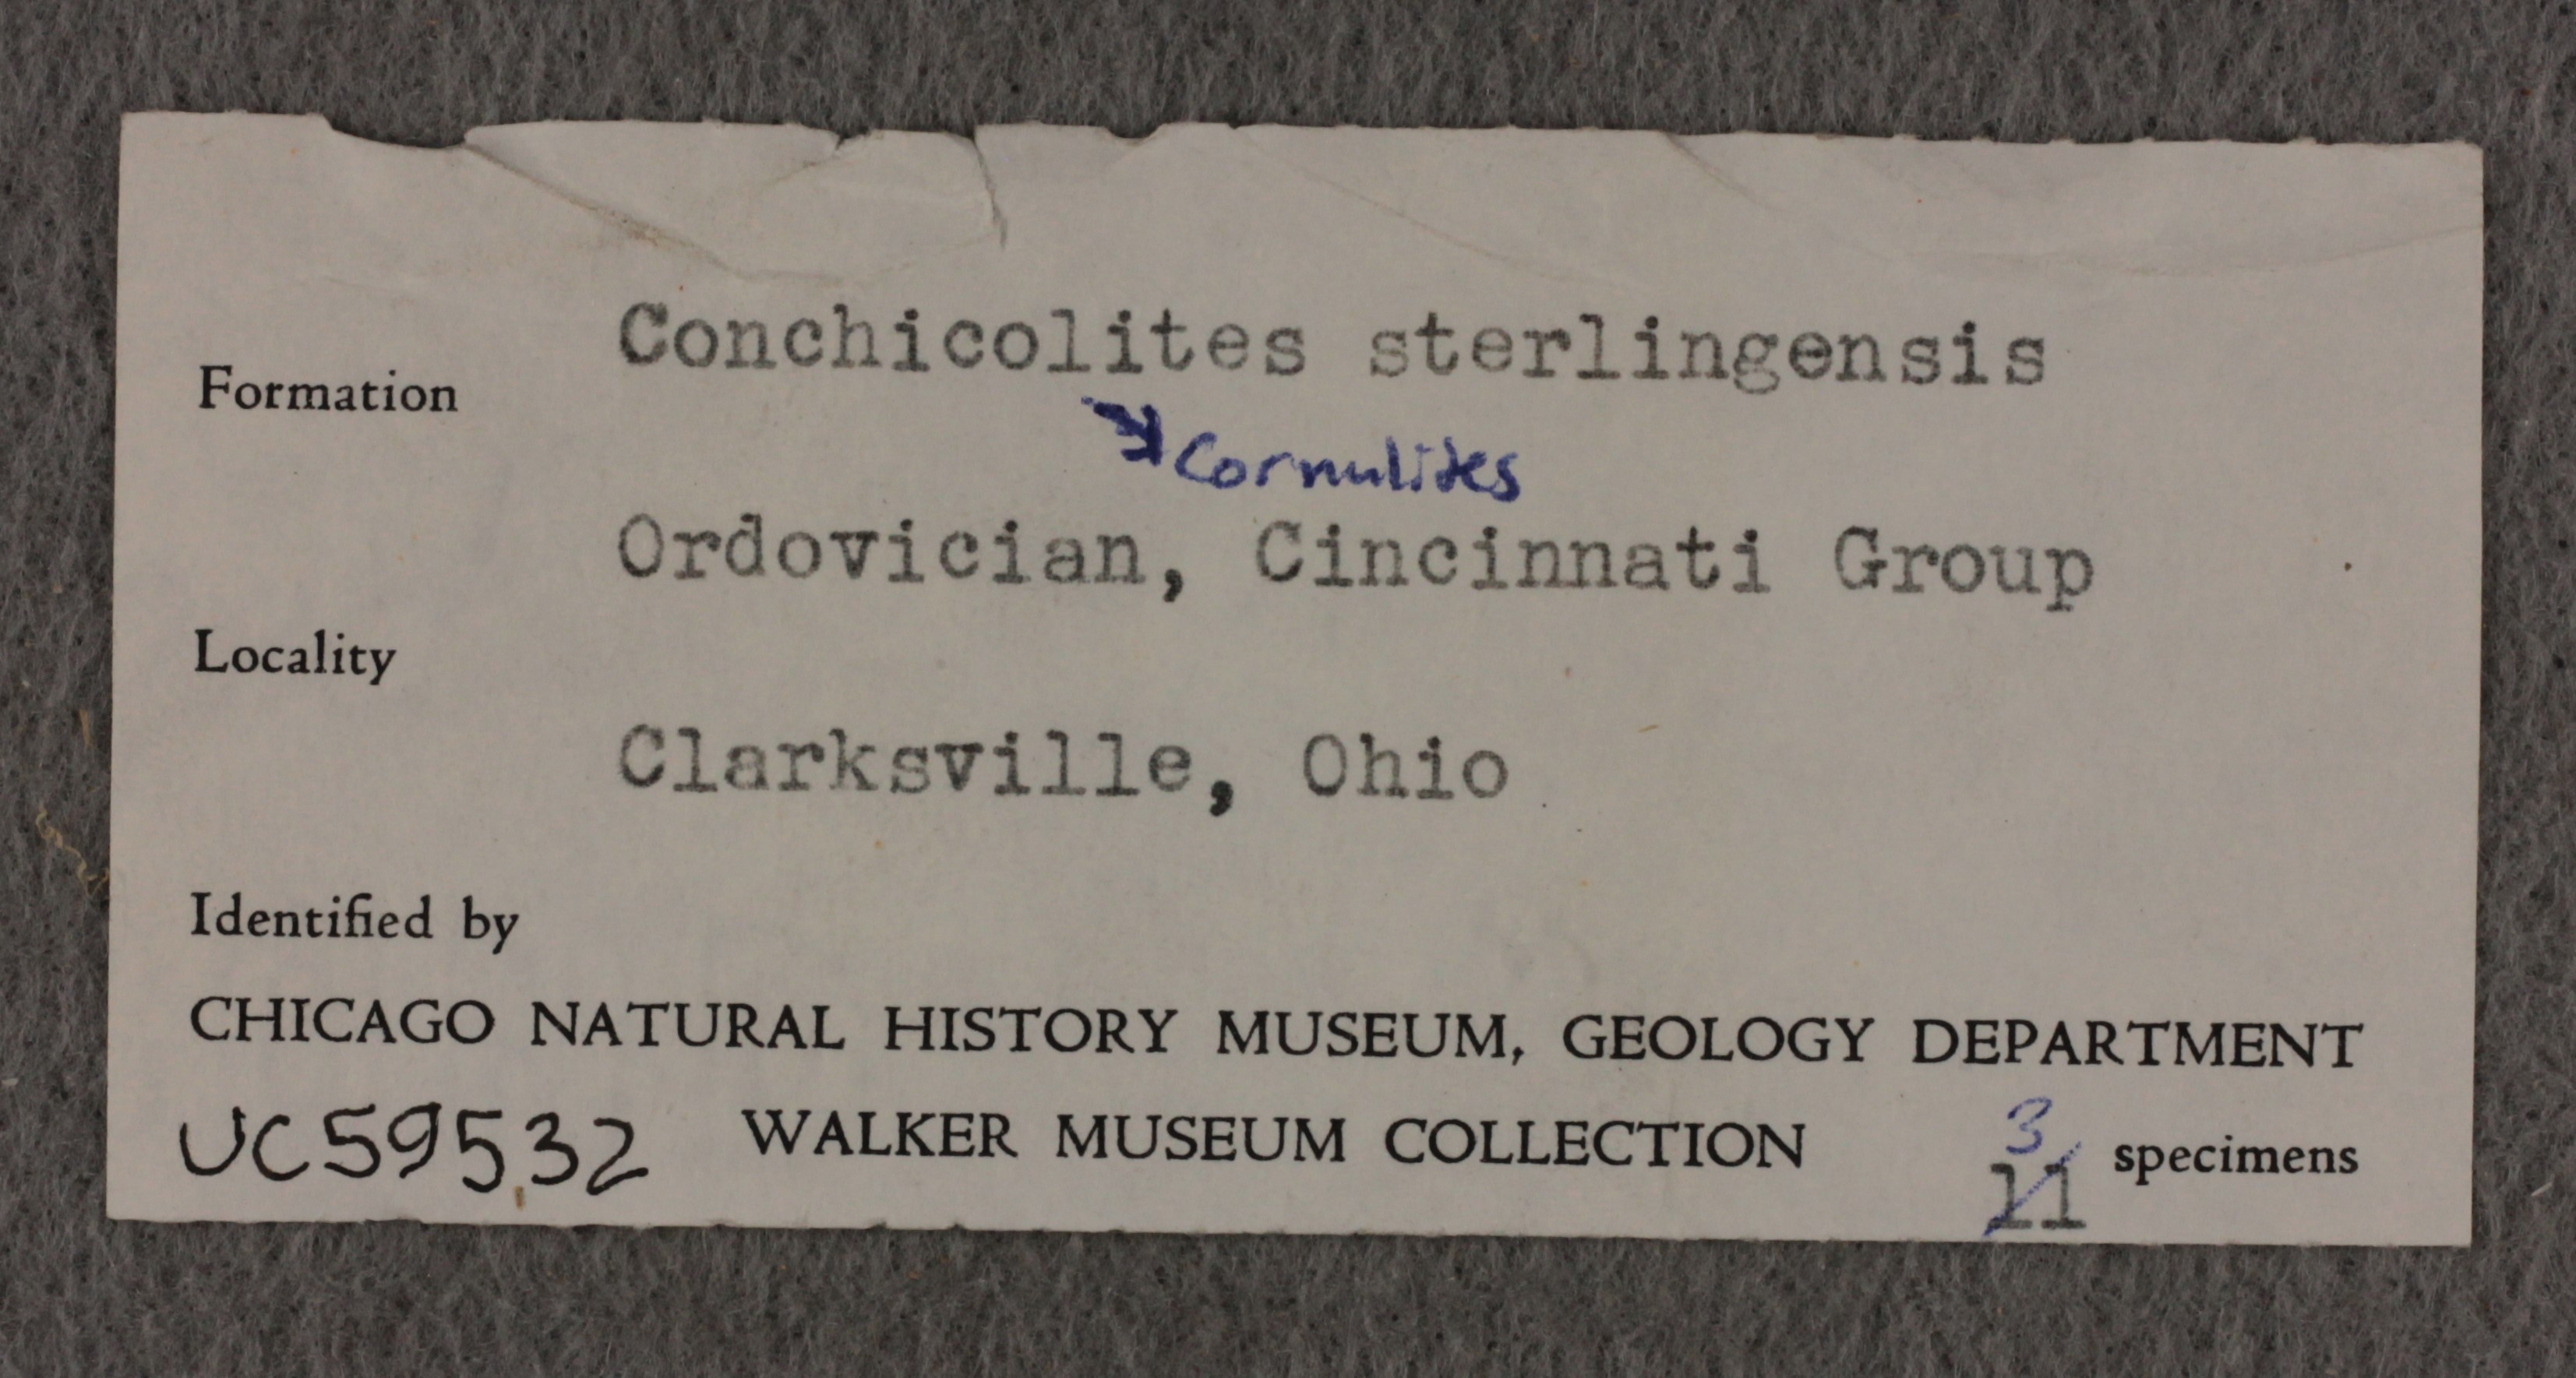 Conchicolites sterlingensis
Formation
Cornulites
Ordovician, Cincinnati Group
Locality
Clarksville, Ohio
Identified by
CHICAGO NATURAL HISTORY MUSEUM, GEOLOGY DEPARTMENT
3
UC59532 WALKER MUSEUM COLLECTION 11 specimens